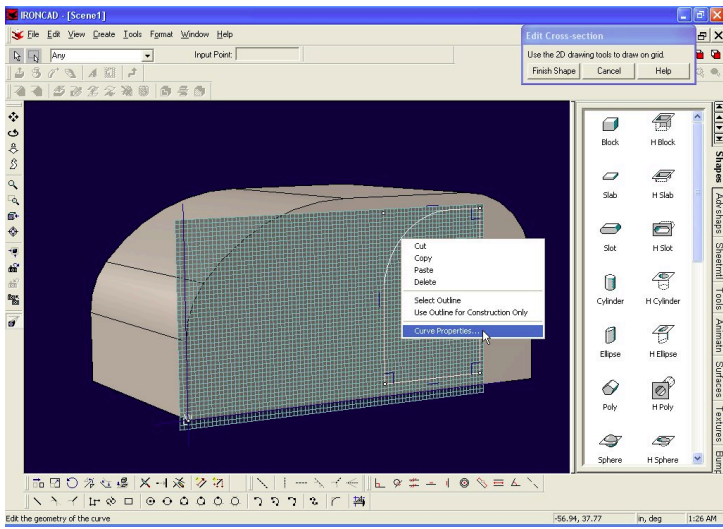 IRONCAD - [Scene1]
File Edit View Create Tools Format Window Help
Edit Cross-section
Use the 2D drawing tools to draw on grid.
Finish Shape Cancel Help
Any
Input Point:
Cut
Copy
Paste
Delete
Select Outline
Use Outline for Construction Only
Curve Properties...
Block H Block
Slab H Slab
Slot H Slot
Cylinder H Cylinder
Ellipse H Ellipse
Poly H Poly
Sphere H Sphere
Shapes
Adv shaps
Sheetmtl
Tools
Animatn
Surfaces
Textures
Bump
Edit the geometry of the curve
-56.94, 37.77
in, deg
1:26 AM